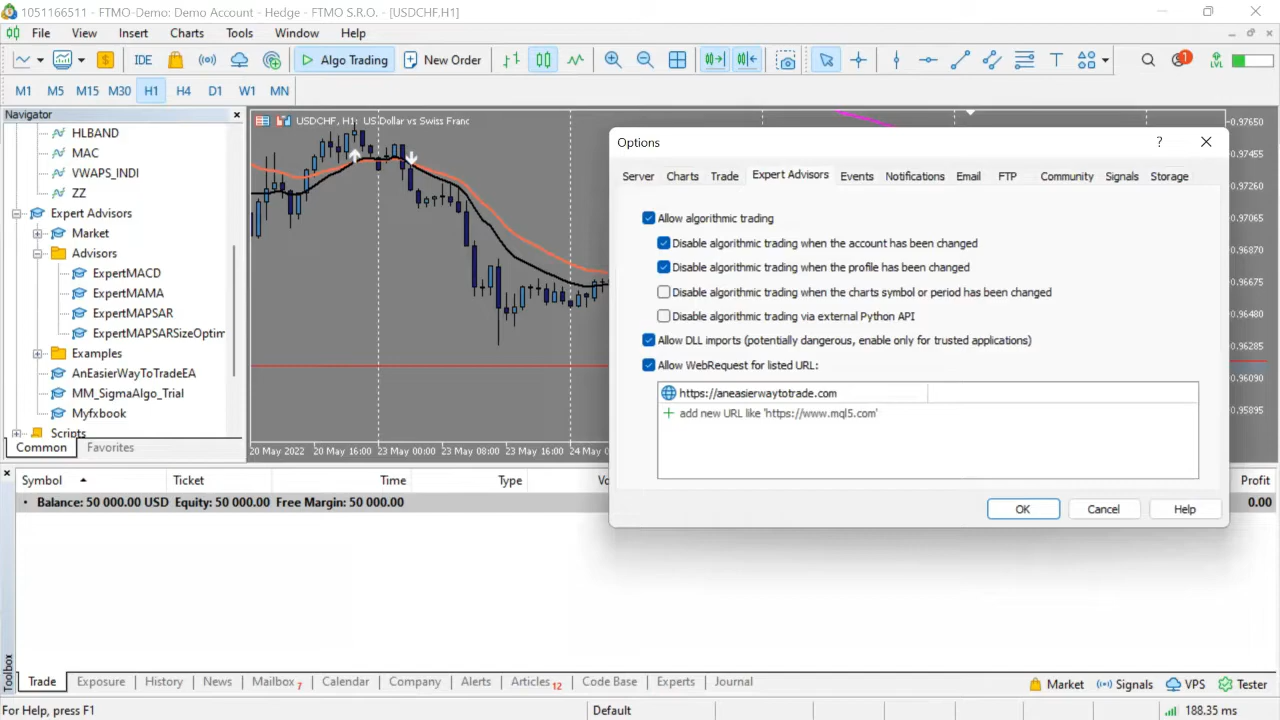 1051166511 - FTMO-Demo: Demo Account - Hedge - FTMO S.R.O. - [USDCHF,H1]
File View Insert Charts Tools Window Help
IDE Algo Trading New Order 1 LVL
M1 M5 M15 M30 H1 H4 D1 W1 MN
Navigator
HLBAND
MAC
VWAPS_INDI
ZZ
Expert Advisors
Market
Advisors
ExpertMACD
ExpertMAMA
ExpertMAPSAR
ExpertMAPSARSizeOptim
Examples
AnEasierWayToTradeEA
MM_SigmaAlgo_Trial
Myfxbook
Scripts
Common Favorites
USDCHF, H1: US Dollar vs Swiss Franc
0.97650
0.97455
0.97260
0.97065
0.96870
0.96675
0.96480
0.96285
0.96090
0.95895
20 May 2022 20 May 16:00 23 May 00:00 23 May 08:00 23 May 16:00 24 May 0
Options ?
Server Charts Trade Expert Advisors Events Notifications Email FTP Community Signals Storage
Allow algorithmic trading
Disable algorithmic trading when the account has been changed
Disable algorithmic trading when the profile has been changed
Disable algorithmic trading when the charts symbol or period has been changed
Disable algorithmic trading via external Python API
Allow DLL imports (potentially dangerous, enable only for trusted applications)
Allow WebRequest for listed URL:
https://aneasierwaytotrade.com
add new URL like 'https://www.mql5.com'
OK Cancel Help
Symbol Ticket Time Type Vo Profit
Balance: 50 000.00 USD Equity: 50 000.00 Free Margin: 50 000.00 0.00
Toolbox
Trade Exposure History News Mailbox 7 Calendar Company Alerts Articles 12 Code Base Experts Journal Market Signals VPS Tester
For Help, press F1 Default 188.35 ms